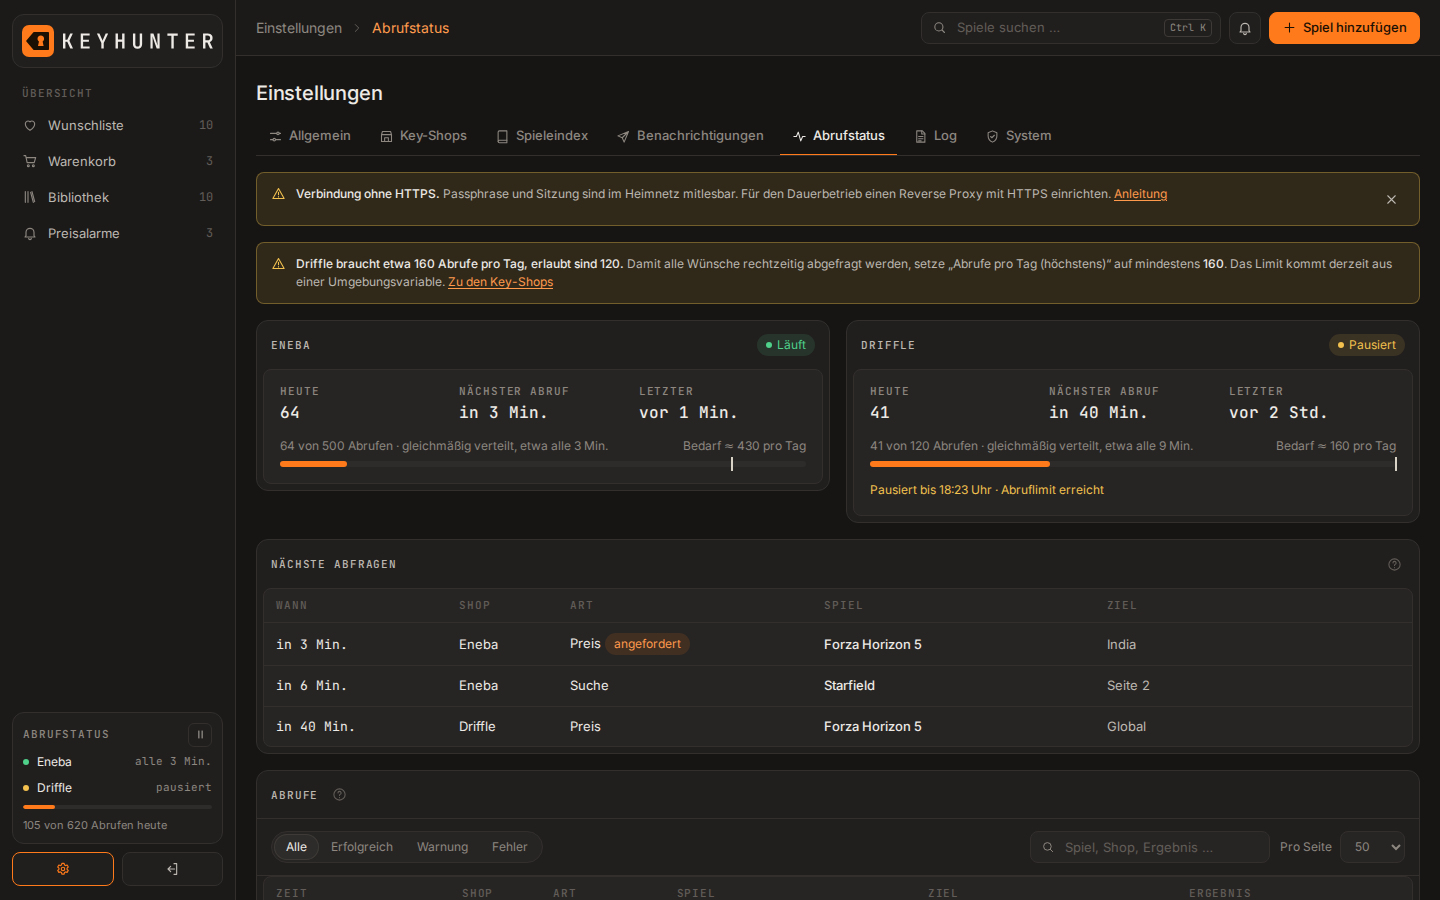 KEYHUNTER
ÜBERSICHT
Wunschliste 10
Warenkorb 3
Bibliothek 10
Preisalarme 3
ABRUFSTATUS
Eneba alle 3 Min.
Driffle pausiert
105 von 620 Abrufen heute
Einstellungen Abrufstatus
Spiele suchen … Ctrl K
Spiel hinzufügen
Einstellungen
Allgemein Key-Shops Spieleindex Benachrichtigungen Abrufstatus Log System
Verbindung ohne HTTPS. Passphrase und Sitzung sind im Heimnetz mitlesbar. Für den Dauerbetrieb einen Reverse Proxy mit HTTPS einrichten. Anleitung
Driffle braucht etwa 160 Abrufe pro Tag, erlaubt sind 120. Damit alle Wünsche rechtzeitig abgefragt werden, setze „Abrufe pro Tag (höchstens)“ auf mindestens 160. Das Limit kommt derzeit aus
einer Umgebungsvariable. Zu den Key-Shops
ENEBA Läuft
HEUTE NÄCHSTER ABRUF LETZTER
64 in 3 Min. vor 1 Min.
64 von 500 Abrufen · gleichmäßig verteilt, etwa alle 3 Min. Bedarf ≈ 430 pro Tag
DRIFFLE Pausiert
HEUTE NÄCHSTER ABRUF LETZTER
41 in 40 Min. vor 2 Std.
41 von 120 Abrufen · gleichmäßig verteilt, etwa alle 9 Min. Bedarf ≈ 160 pro Tag
Pausiert bis 18:23 Uhr · Abruflimit erreicht
NÄCHSTE ABFRAGEN
WANN SHOP ART SPIEL ZIEL
in 3 Min. Eneba Preis angefordert Forza Horizon 5 India
in 6 Min. Eneba Suche Starfield Seite 2
in 40 Min. Driffle Preis Forza Horizon 5 Global
ABRUFE
Alle Erfolgreich Warnung Fehler Spiel, Shop, Ergebnis … Pro Seite 50
ZEIT SHOP ART SPIEL ZIEL ERGEBNIS